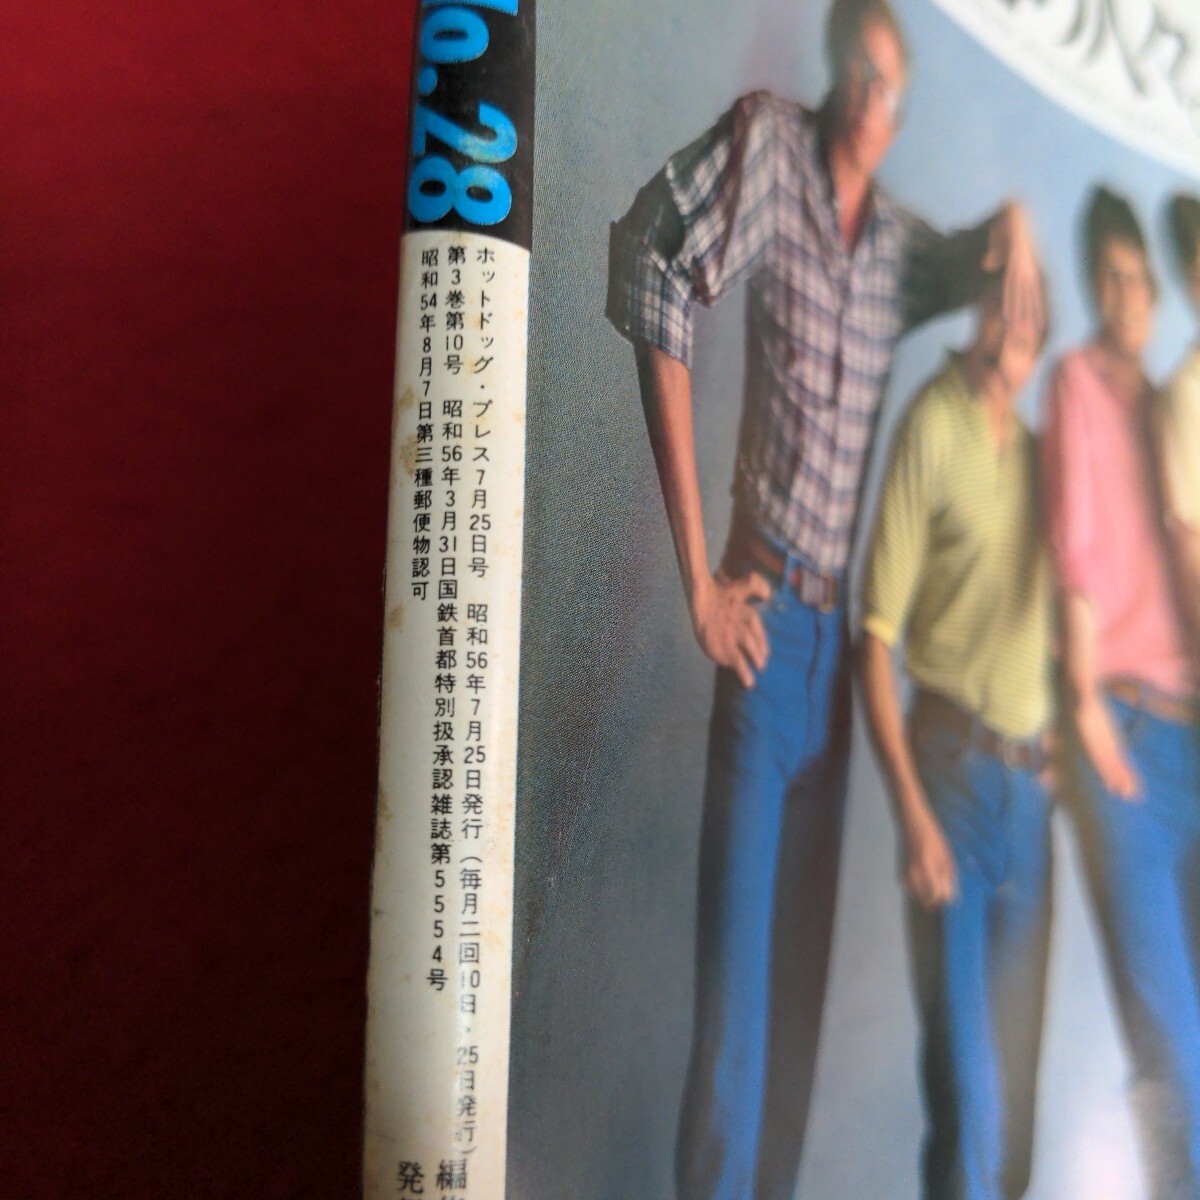 o.28
ホットドッグ・プレス7月25日号 昭和56年7月25日発行(毎月二回10日・25日発行)編
第3巻第10号 昭和56年3月31日国鉄首都特別扱承認雑誌第5554号 発
昭和54年8月7日第三種郵便物認可